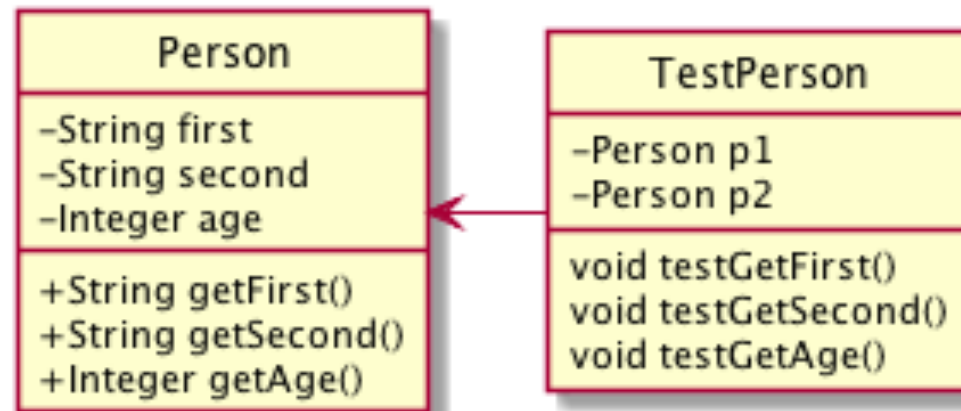 Person
-String first
-String second
-Integer age
+String getFirst()
+String getSecond()
+Integer getAge()
TestPerson
-Person p1
-Person p2
void testGetFirst()
void testGetSecond()
void testGetAge()